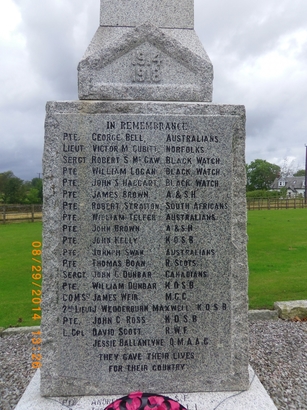 1914
1918
IN REMEMBRANCE
PTE. GEORGE BELL, AUSTRALIANS
LIEUT VICTOR M. CUBITT, NORFOLKS
SERGT ROBERT S. McCAW, BLACK WATCH
PTE. WILLIAM LOGAN, BLACK WATCH
PTE. JOHN S. HAGGART, BLACK WATCH
PTE. JAMES BROWN, A & S H
PTE. ROBERT STRATTON, SOUTH AFRICANS
PTE. WILLIAM TELFER, AUSTRALIANS
PTE. JOHN BROWN, A & S H
PTE. JOHN KELLY, K.O.S.B.
PTE. JOHN H. SWAN, AUSTRALIANS
PTE. THOMAS BOAN, R. SCOTS
SERGT JOHN C. DUNBAR, CANADIANS
PTE. WILLIAM DUNBAR, K.O.S.B
COMS JAMES WEIR, M.G.C.
2ND LIEUT. WEDDERBURN MAXWELL, K.O.S.B
PTE. JOHN C. ROSS, K.O.S.B.
L. CPL DAVID SCOTT, R.W.F.
JESSIE BALLANTYNE Q.M.A.A.C
THEY GAVE THEIR LIVES
FOR THEIR COUNTRY
08/29/2014